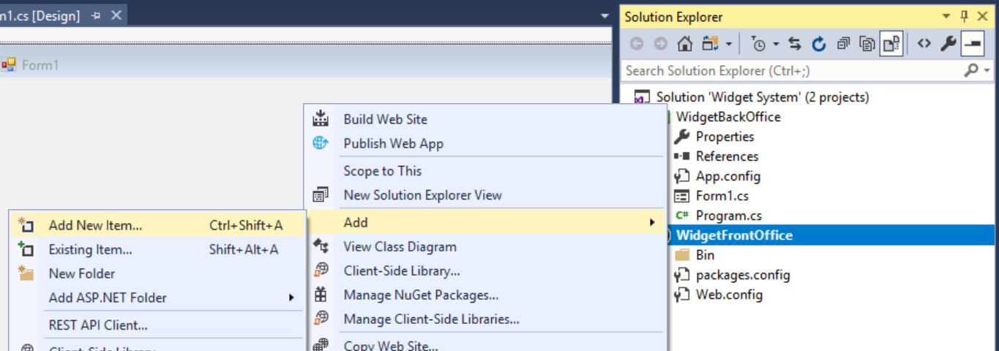 m1.cs [Design]
Form1
Solution Explorer
Search Solution Explorer (Ctrl+;)
Solution 'Widget System' (2 projects)
WidgetBackOffice
Properties
References
App.config
Form1.cs
C# Program.cs
WidgetFrontOffice
Bin
packages.config
Web.config
Build Web Site
Publish Web App
Scope to This
New Solution Explorer View
Add
View Class Diagram
Client-Side Library...
Manage NuGet Packages...
Manage Client-Side Libraries...
Copy Web Site...
Add New Item... Ctrl+Shift+A
Existing Item... Shift+Alt+A
New Folder
Add ASP.NET Folder
REST API Client...
Client-Side Library